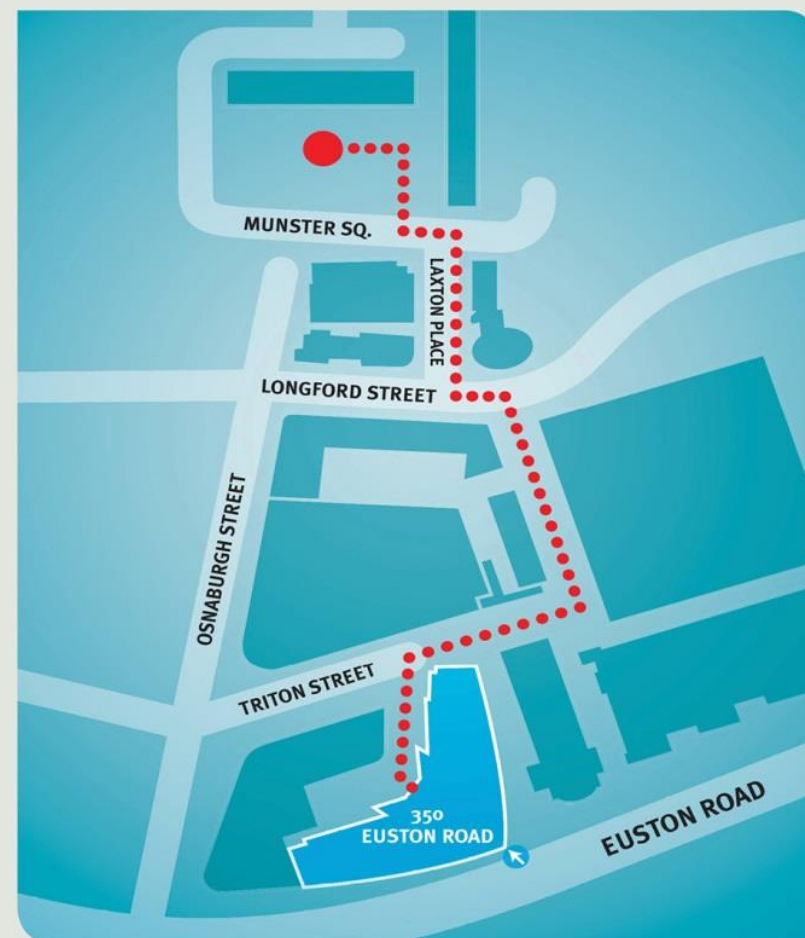 MUNSTER SQ.
LAXTON PLACE
LONGFORD STREET
OSNABURGH STREET
TRITON STREET
350
EUSTON ROAD
EUSTON ROAD